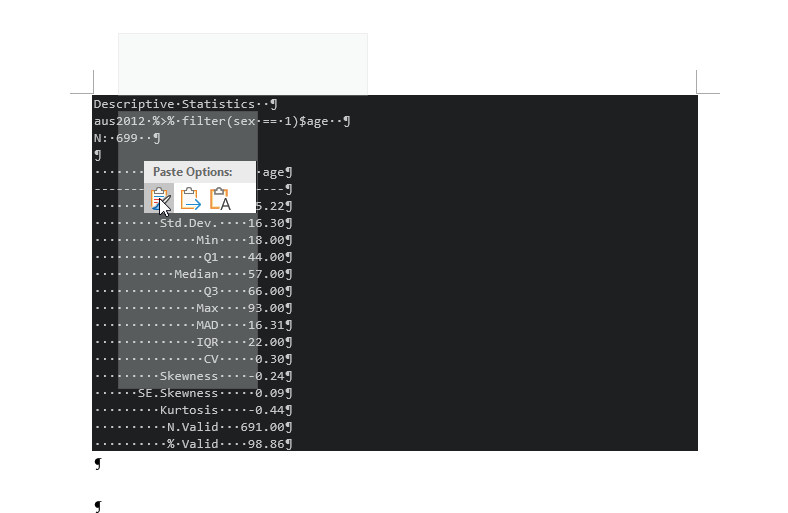 Descriptive·Statistics··¶
aus2012·%>%·filter(sex·==·1)$age··¶
N:·699··¶
¶
age¶
Paste Options:
----¶
5.22¶
Std.Dev.····16.30¶
Min····18.00¶
Q1····44.00¶
Median····57.00¶
Q3····66.00¶
Max····93.00¶
MAD····16.31¶
IQR····22.00¶
CV·····0.30¶
Skewness····-0.24¶
SE.Skewness·····0.09¶
Kurtosis····-0.44¶
N.Valid···691.00¶
%·Valid····98.86¶
¶
¶